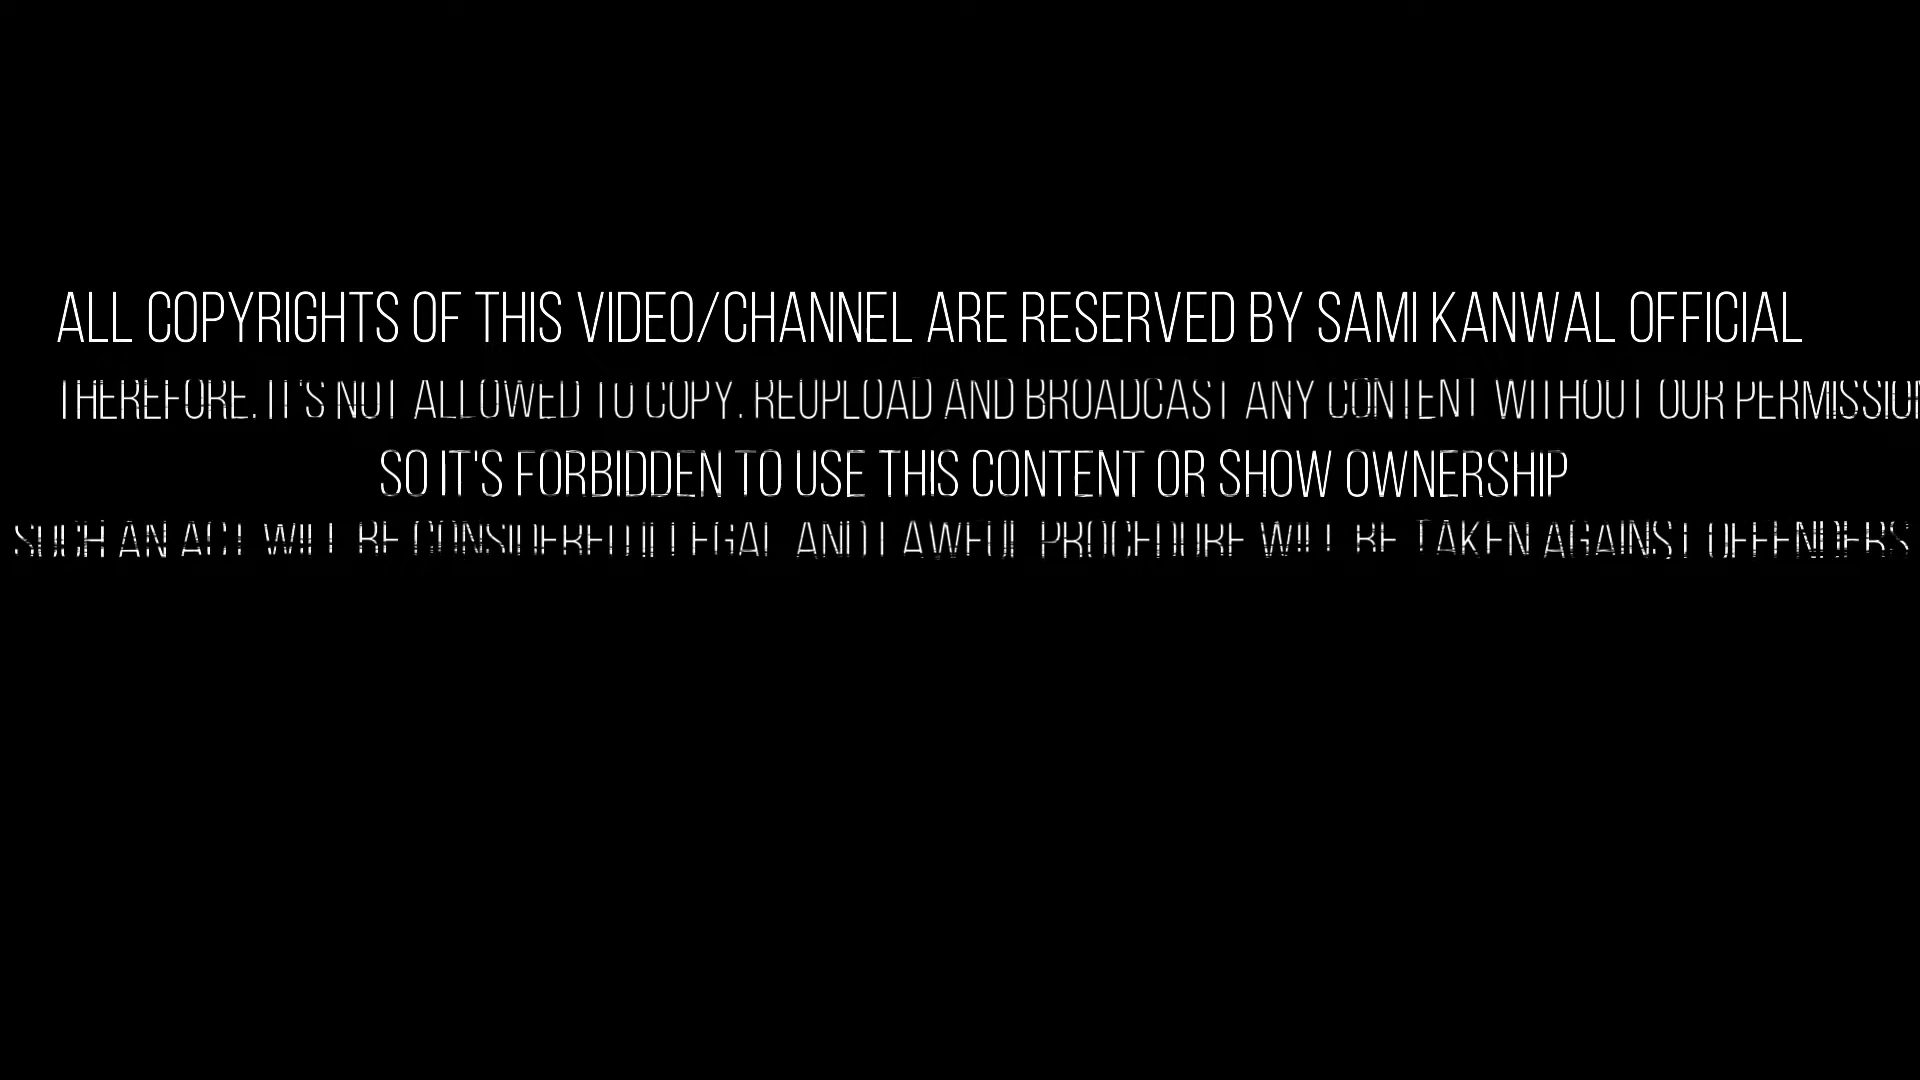 ALL COPYRIGHTS OF THIS VIDEO/CHANNEL ARE RESERVED BY SAMI KANWAL OFFICIAL
THEREFORE, IT'S NOT ALLOWED TO COPY, REUPLOAD AND BROADCAST ANY CONTENT WITHOUT OUR PERMISSION
SO IT'S FORBIDDEN TO USE THIS CONTENT OR SHOW OWNERSHIP
SUCH AN ACT WILL BE CONSIDERED ILLEGAL AND LAWFUL PROCEDURE WILL BE TAKEN AGAINST OFFENDERS